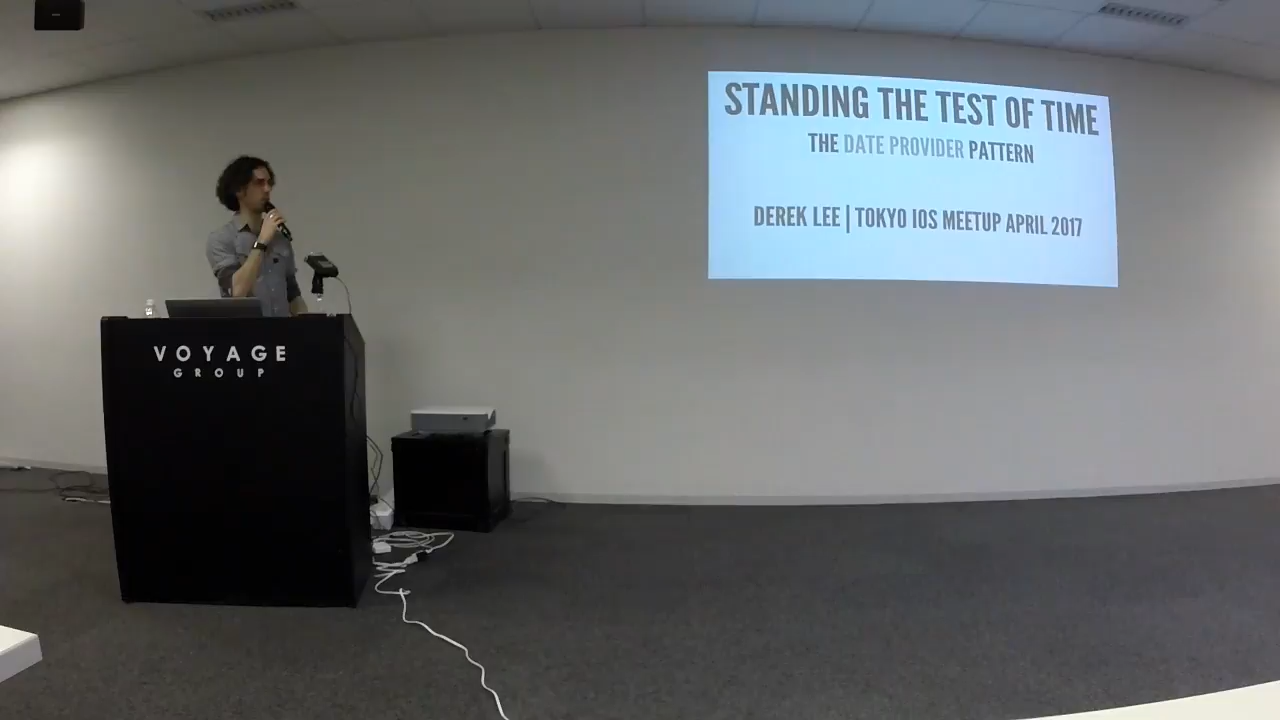 STANDING THE TEST OF TIME
THE DATE PROVIDER PATTERN
DEREK LEE | TOKYO IOS MEETUP APRIL 2017
VOYAGE
GROUP